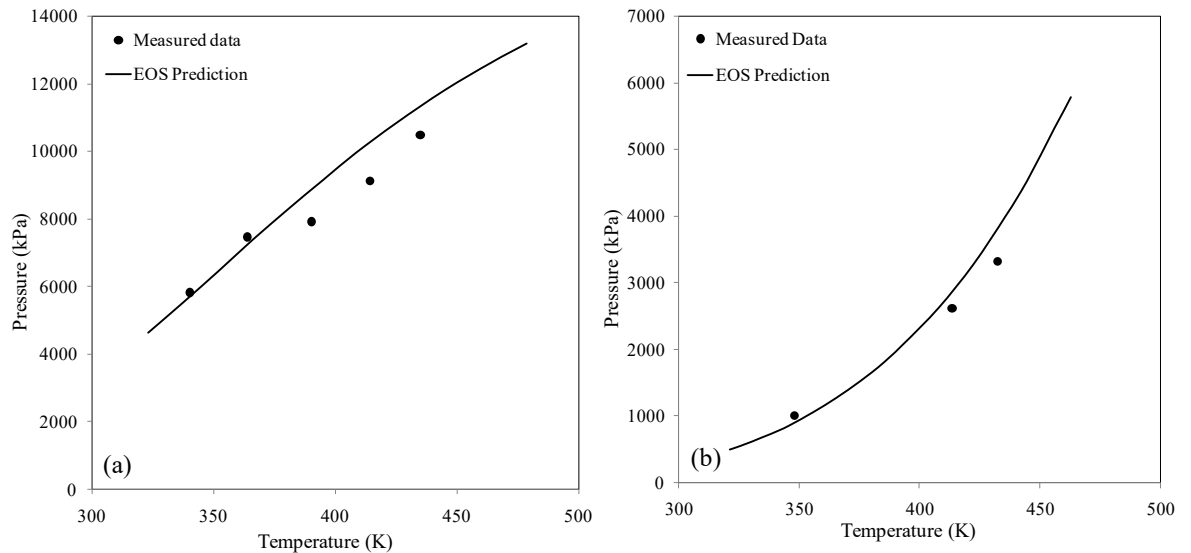 14000
12000
10000
8000
6000
4000
2000
0
Pressure (kPa)
Measured data
EOS Prediction
(a)
300
350
400
450
500
Temperature (K)
7000
6000
5000
4000
3000
2000
1000
0
Pressure (kPa)
Measured Data
EOS Prediction
(b)
300
350
400
450
500
Temperature (K)